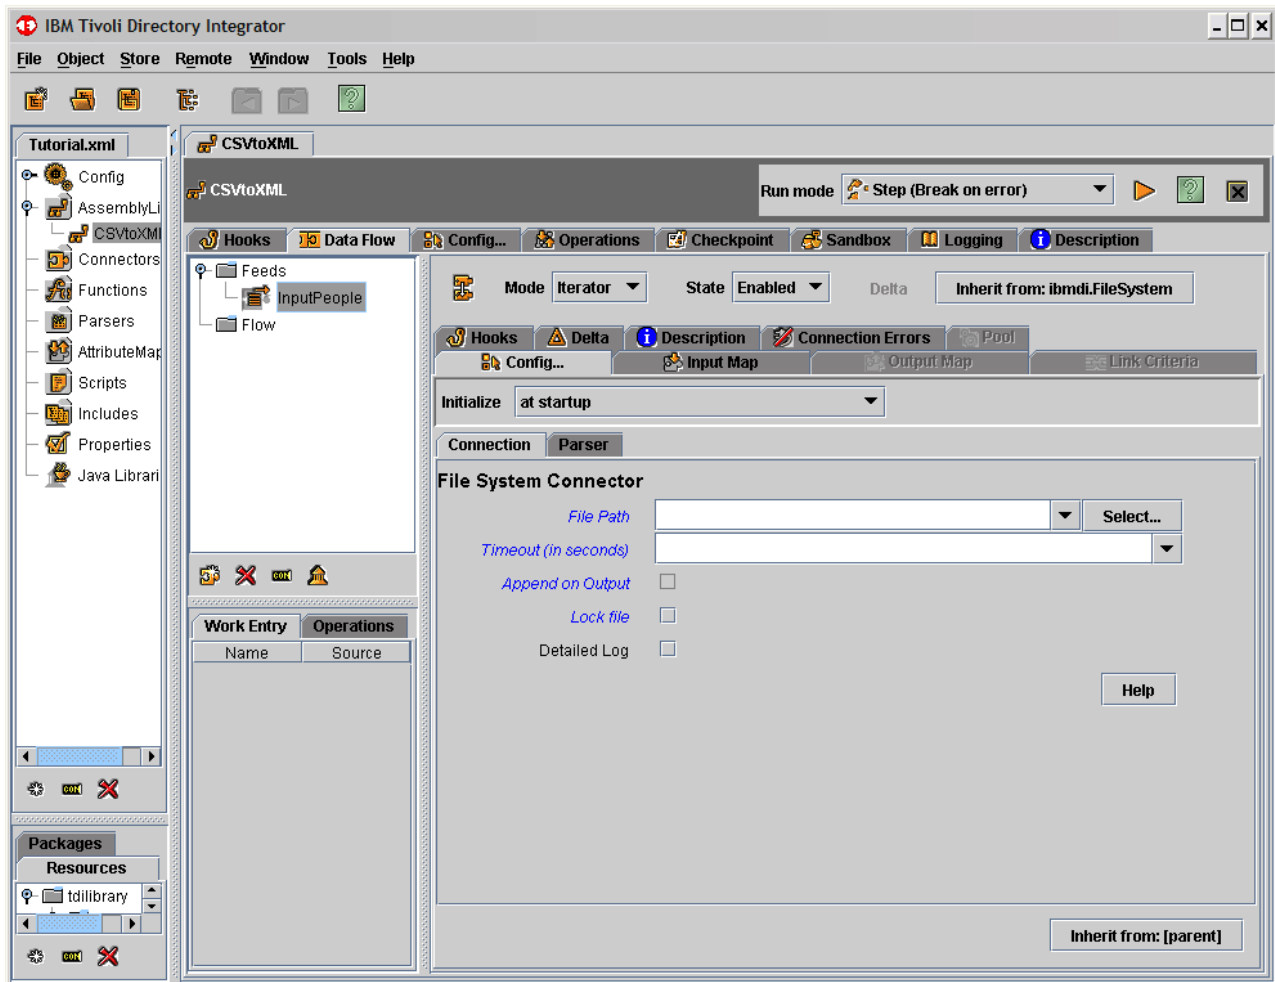 IBM Tivoli Directory Integrator
File Object Store Remote Window Tools Help
Tutorial.xml
Config
AssemblyLi
CSVtoXMl
Connectors
Functions
Parsers
AttributeMap
Scripts
Includes
Properties
Java Librari
Packages
Resources
tdilibrary
CSVtoXML
CSVtoXML
Run mode Step (Break on error)
Hooks Data Flow Config... Operations Checkpoint Sandbox Logging Description
Feeds
InputPeople
Flow
Work Entry Operations
Name Source
Mode Iterator State Enabled Delta Inherit from: ibmdi.FileSystem
Hooks Delta Description Connection Errors Pool
Config... Input Map Output Map Link Criteria
Initialize at startup
Connection Parser
File System Connector
File Path Select...
Timeout (in seconds)
Append on Output
Lock file
Detailed Log
Help
Inherit from: [parent]